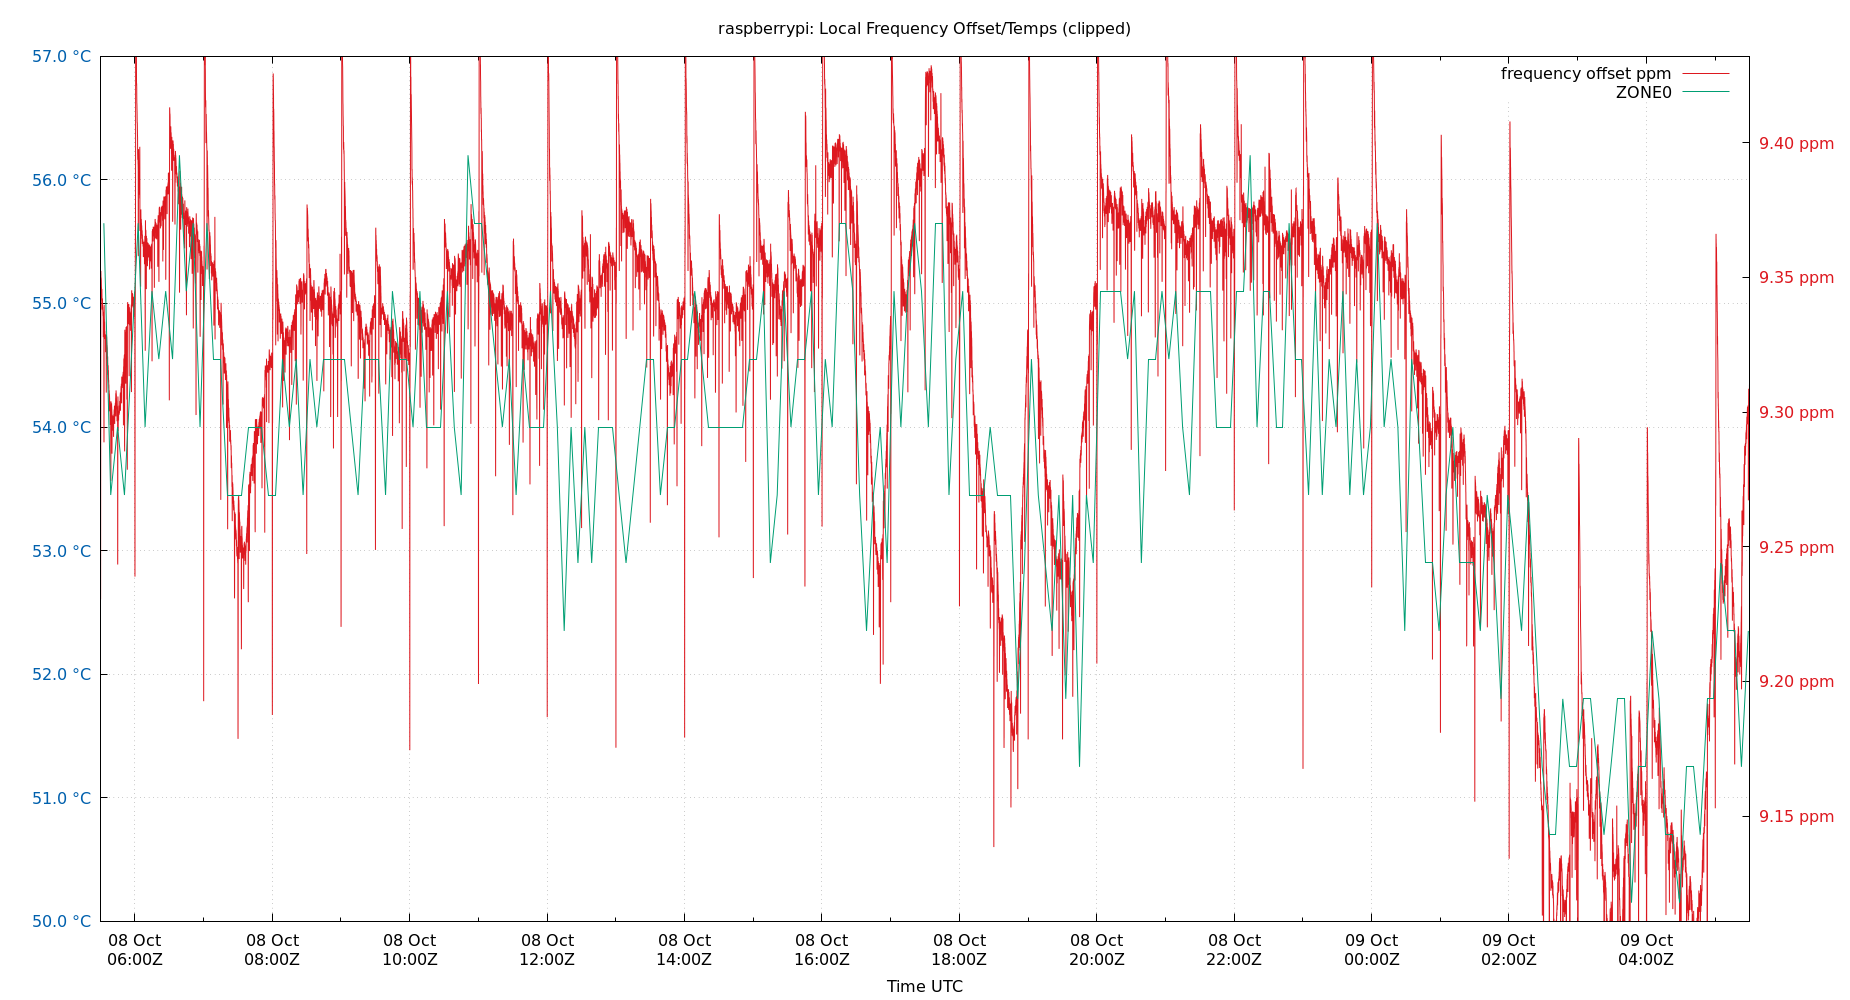 raspberrypi: Local Frequency Offset/Temps (clipped)
57.0 °C
56.0 °C
55.0 °C
54.0 °C
53.0 °C
52.0 °C
51.0 °C
50.0 °C
frequency offset ppm
ZONE0
9.40 ppm
9.35 ppm
9.30 ppm
9.25 ppm
9.20 ppm
9.15 ppm
08 Oct
06:00Z
08 Oct
08:00Z
08 Oct
10:00Z
08 Oct
12:00Z
08 Oct
14:00Z
08 Oct
16:00Z
08 Oct
18:00Z
08 Oct
20:00Z
08 Oct
22:00Z
09 Oct
00:00Z
09 Oct
02:00Z
09 Oct
04:00Z
Time UTC